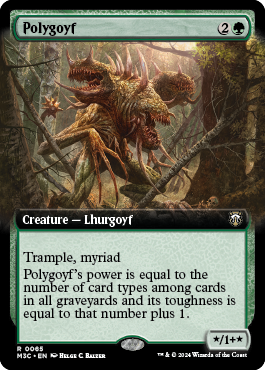 Polygoyf 2
Creature — Lhurgoyf
Trample, myriad
Polygoyf's power is equal to the
number of card types among cards
in all graveyards and its toughness is
equal to that number plus 1.
*/1+*
R 0065
M3C • EN HELGE C. BALZER
™ & © 2024 Wizards of the Coast